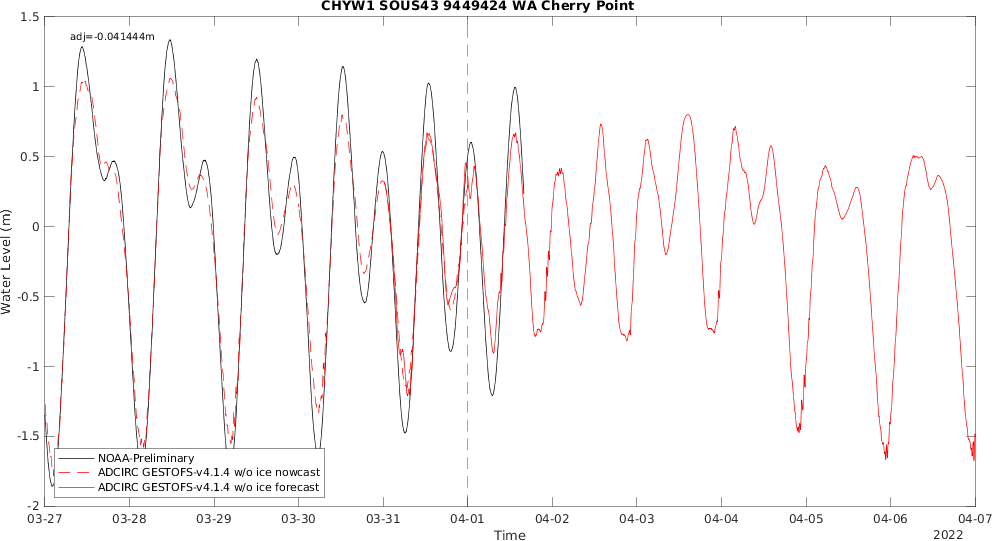 CHYW1 SOUS43 9449424 WA Cherry Point
adj=-0.041444m
Water Level (m)
1.5
1
0.5
0
-0.5
-1
-1.5
-2
NOAA-Preliminary
ADCIRC GESTOFS-v4.1.4 w/o ice nowcast
ADCIRC GESTOFS-v4.1.4 w/o ice forecast
03-27 03-28 03-29 03-30 03-31 04-01 04-02 04-03 04-04 04-05 04-06 04-07
Time
2022